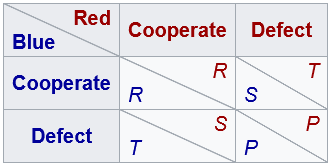 Red
Blue
Cooperate Defect
Cooperate R R S T
Defect T S P P